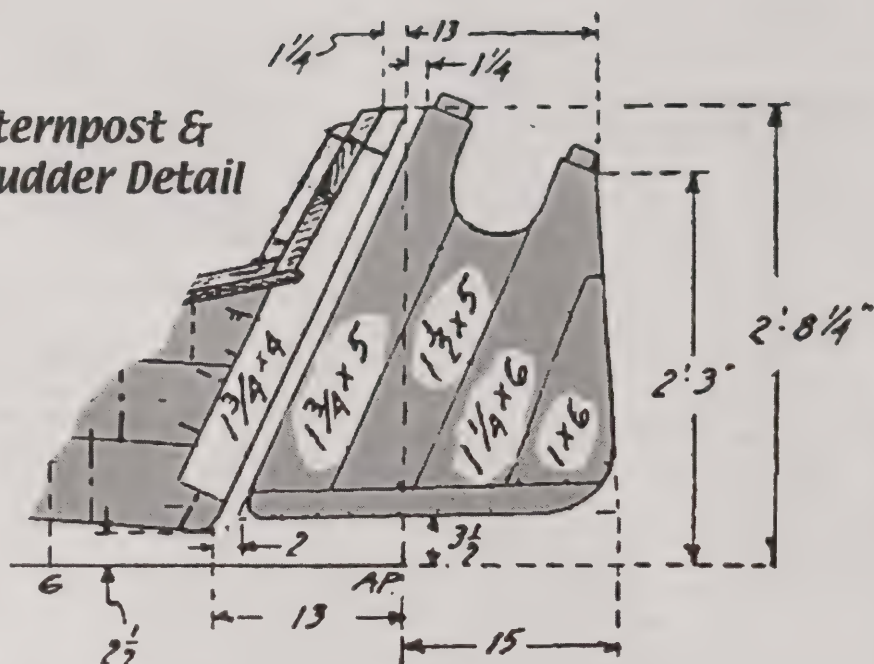 1¼
13
1¼
ternpost &
udder Detail
1¾ x 4
1¾ x 5
1½ x 5
1¼ x 6
1 x 6
2'·8¼"
2'·3"
2
3½
6
AP.
13
2½
15